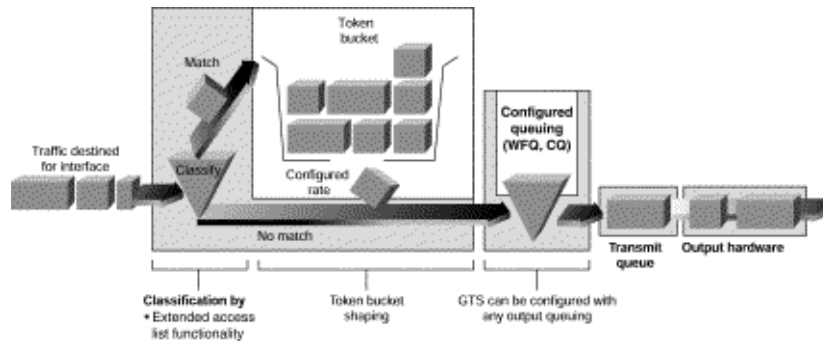 Token
bucket
Match
Configured
queuing
(WFQ, CQ)
Traffic destined
for interface
Classify
Configured
rate
No match
Transmit
queue
Output hardware
Classification by
• Extended access
list functionality
Token bucket
shaping
GTS can be configured with
any output queuing